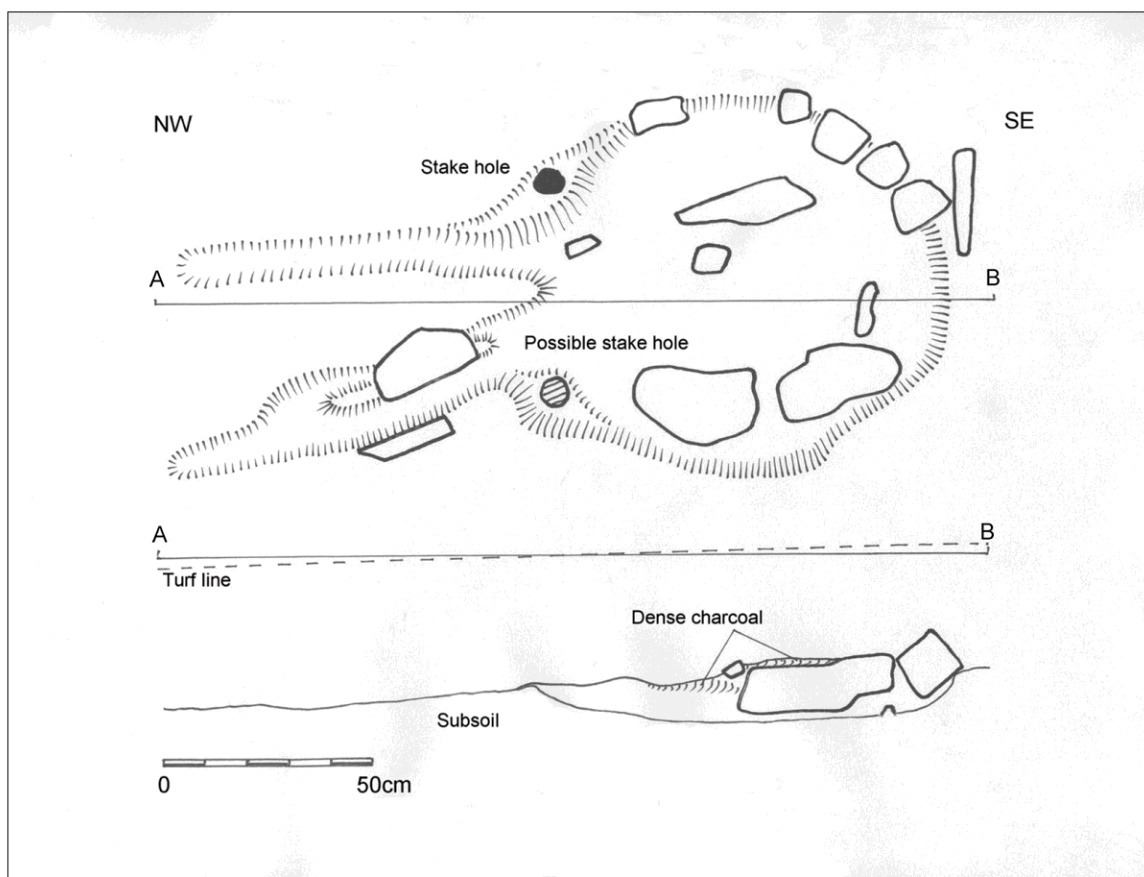 NW
SE
Stake hole
A
B
Possible stake hole
A
B
Turf line
Dense charcoal
Subsoil
0
50cm